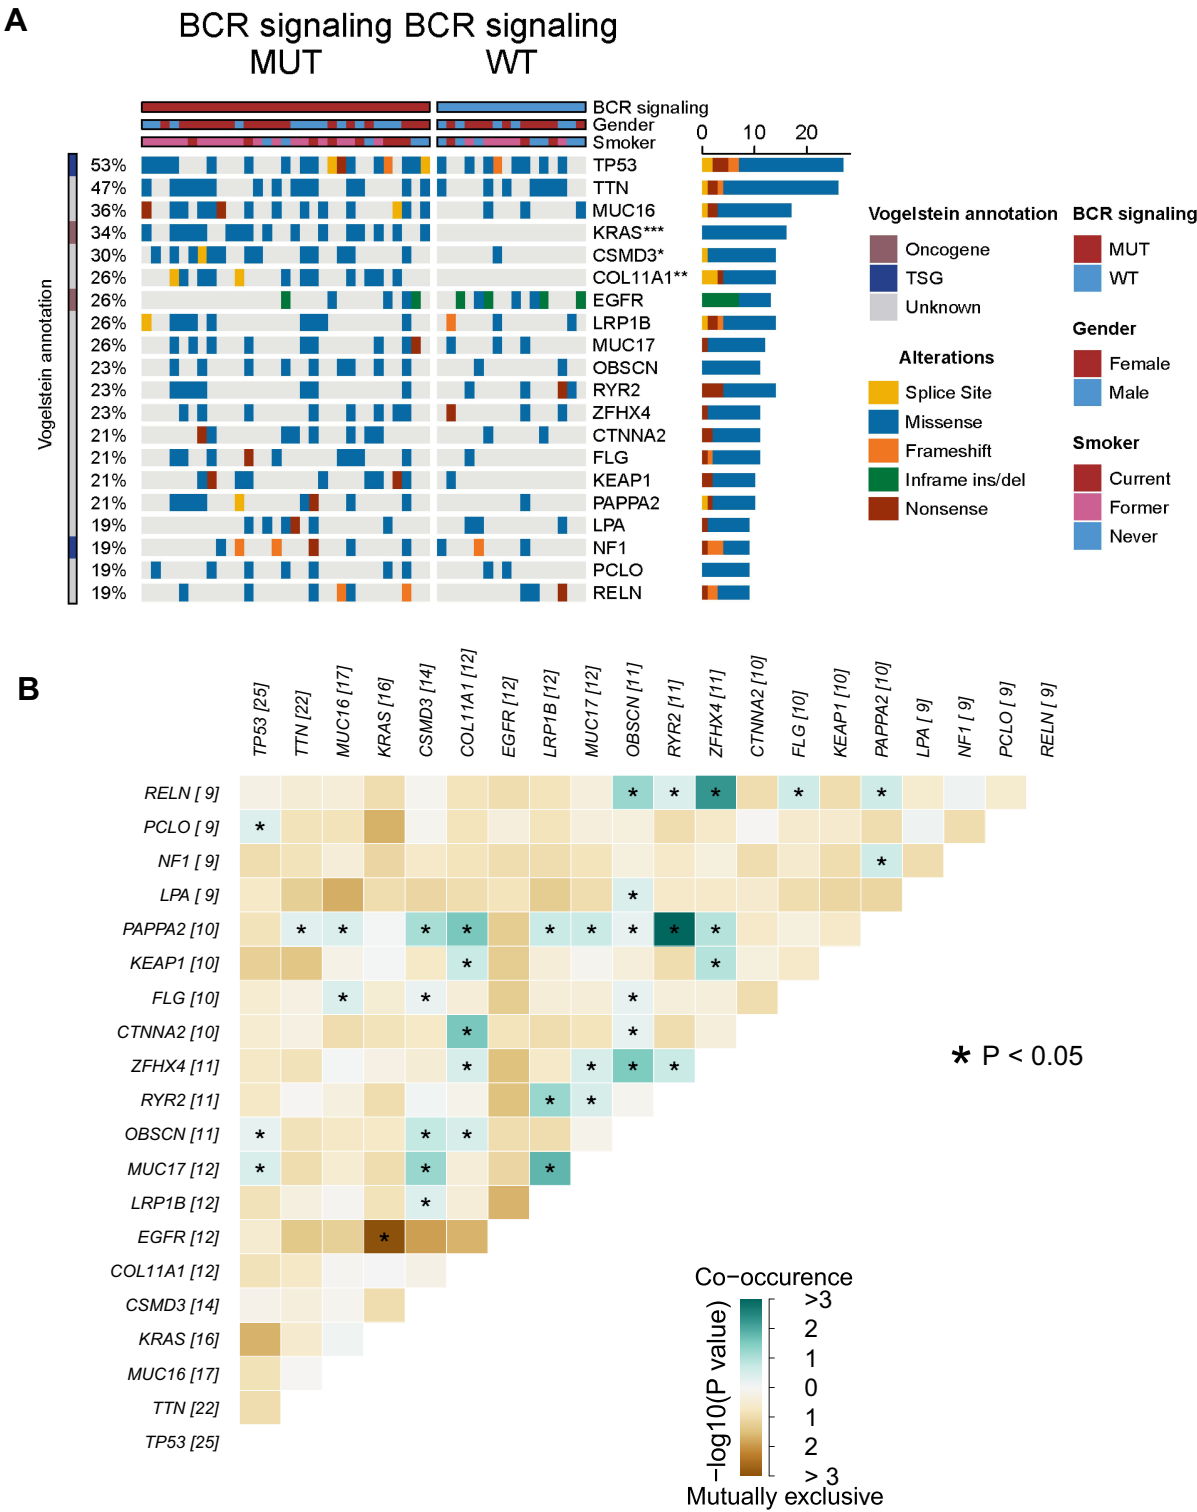 A
BCR signaling BCR signaling
MUT WT
BCR signaling
Gender
Smoker
0 10 20
53% TP53
47% TTN
36% MUC16
34% KRAS***
30% CSMD3*
26% COL11A1**
26% EGFR
26% LRP1B
26% MUC17
23% OBSCN
23% RYR2
23% ZFHX4
21% CTNNA2
21% FLG
21% KEAP1
21% PAPPA2
19% LPA
19% NF1
19% PCLO
19% RELN
Vogelstein annotation
Vogelstein annotation
Oncogene
TSG
Unknown
Alterations
Splice Site
Missense
Frameshift
Inframe ins/del
Nonsense
BCR signaling
MUT
WT
Gender
Female
Male
Smoker
Current
Former
Never
B
TP53 [25]
TTN [22]
MUC16 [17]
KRAS [16]
CSMD3 [14]
COL11A1 [12]
EGFR [12]
LRP1B [12]
MUC17 [12]
OBSCN [11]
RYR2 [11]
ZFHX4 [11]
CTNNA2 [10]
FLG [10]
KEAP1 [10]
PAPPA2 [10]
LPA [ 9]
NF1 [ 9]
PCLO [ 9]
RELN [ 9]
RELN [ 9] * * * * *
PCLO [ 9] *
NF1 [ 9] *
LPA [ 9] *
PAPPA2 [10] * * * * * * * * *
KEAP1 [10] * *
FLG [10] * * *
CTNNA2 [10] * *
ZFHX4 [11] * * * *
RYR2 [11] * *
OBSCN [11] * * *
MUC17 [12] * * *
LRP1B [12] *
EGFR [12] *
COL11A1 [12]
CSMD3 [14]
KRAS [16]
MUC16 [17]
TTN [22]
TP53 [25]
* P < 0.05
Co−occurence
−log10(P value)
>3
2
1
0
1
2
> 3
Mutually exclusive